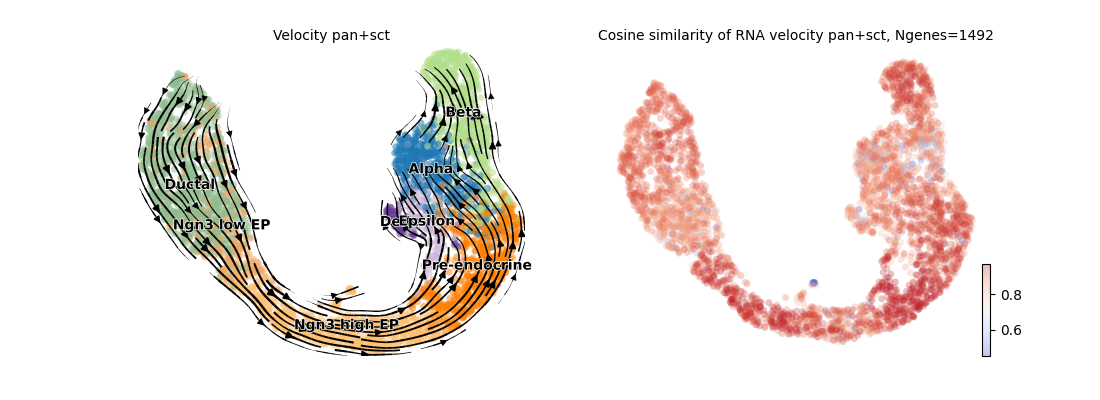 Velocity pan+sct
Cosine similarity of RNA velocity pan+sct, Ngenes=1492
Beta
Alpha
Ductal
Epsilon
Ngn3 low EP
Pre-endocrine
Ngn3 high EP
0.8
0.6